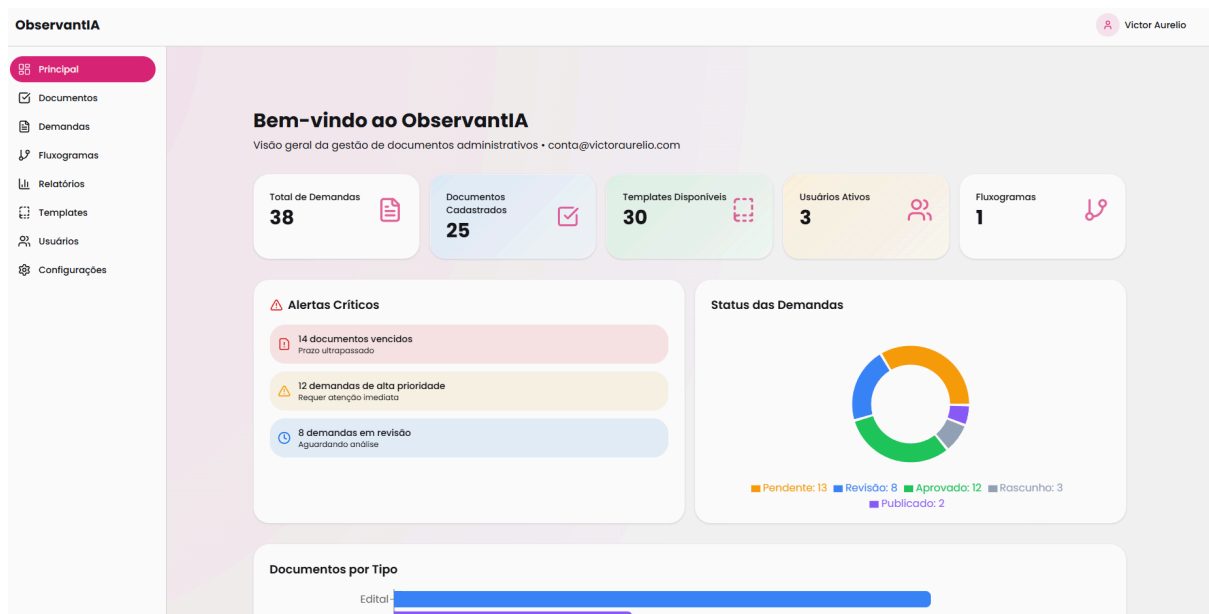 ObservantIA
Victor Aurelio
Principal
Documentos
Demandas
Fluxogramas
Relatórios
Templates
Usuários
Configurações
Bem-vindo ao ObservantIA
Visão geral da gestão de documentos administrativos • conta@victoraurelio.com
Total de Demandas
38
Documentos
Cadastrados
25
Templates Disponíveis
30
Usuários Ativos
3
Fluxogramas
1
Alertas Críticos
14 documentos vencidos
Prazo ultrapassado
12 demandas de alta prioridade
Requer atenção imediata
8 demandas em revisão
Aguardando análise
Status das Demandas
Pendente: 13 Revisão: 8 Aprovado: 12 Rascunho: 3
Publicado: 2
Documentos por Tipo
Edital